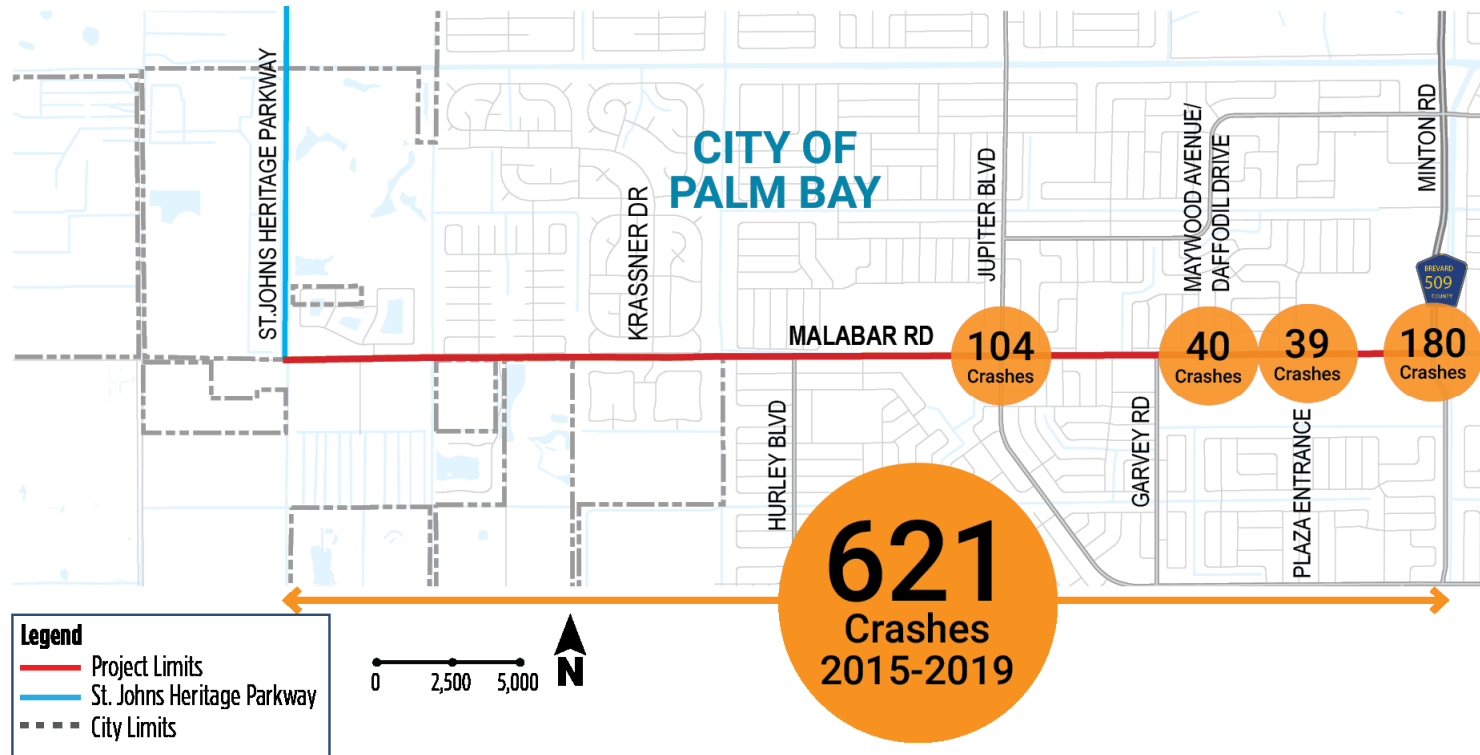 ST.JOHNS HERITAGE PARKWAY
KRASSNER DR
CITY OF
PALM BAY
JUPITER BLVD
MAYWOOD AVENUE/
DAFFODIL DRIVE
MINTON RD
BREVARD
509
COUNTY
MALABAR RD
104
Crashes
40
Crashes
39
Crashes
180
Crashes
HURLEY BLVD
GARVEY RD
PLAZA ENTRANCE
621
Crashes
2015-2019
Legend
Project Limits
St. Johns Heritage Parkway
City Limits
0 2,500 5,000
N